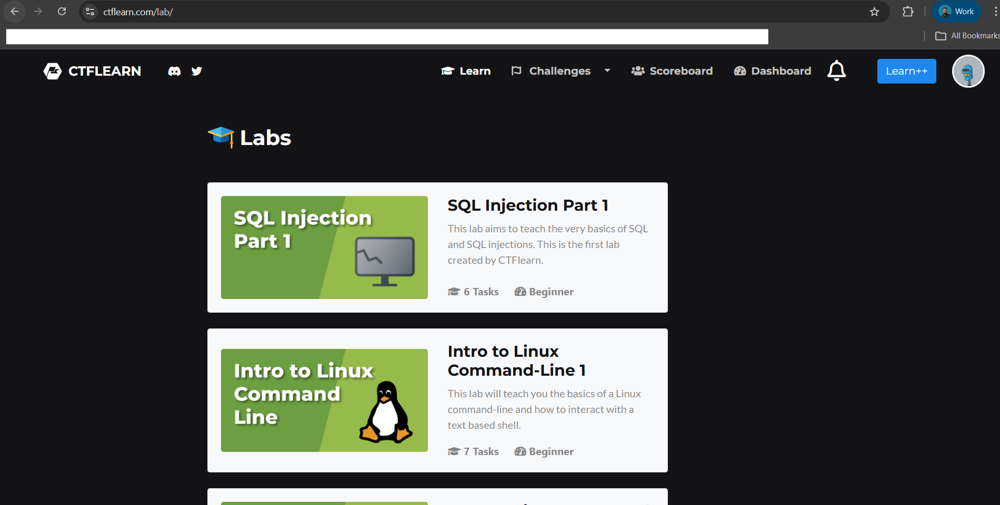 ctflearn.com/lab/
Work
All Bookmarks
CTFLEARN
Learn
Challenges
Scoreboard
Dashboard
Learn++
Labs
SQL Injection
Part 1
SQL Injection Part 1
This lab aims to teach the very basics of SQL
and SQL injections. This is the first lab
created by CTFlearn.
6 Tasks
Beginner
Intro to Linux
Command
Line
Intro to Linux
Command-Line 1
This lab will teach you the basics of a Linux
command-line and how to interact with a
text based shell.
7 Tasks
Beginner